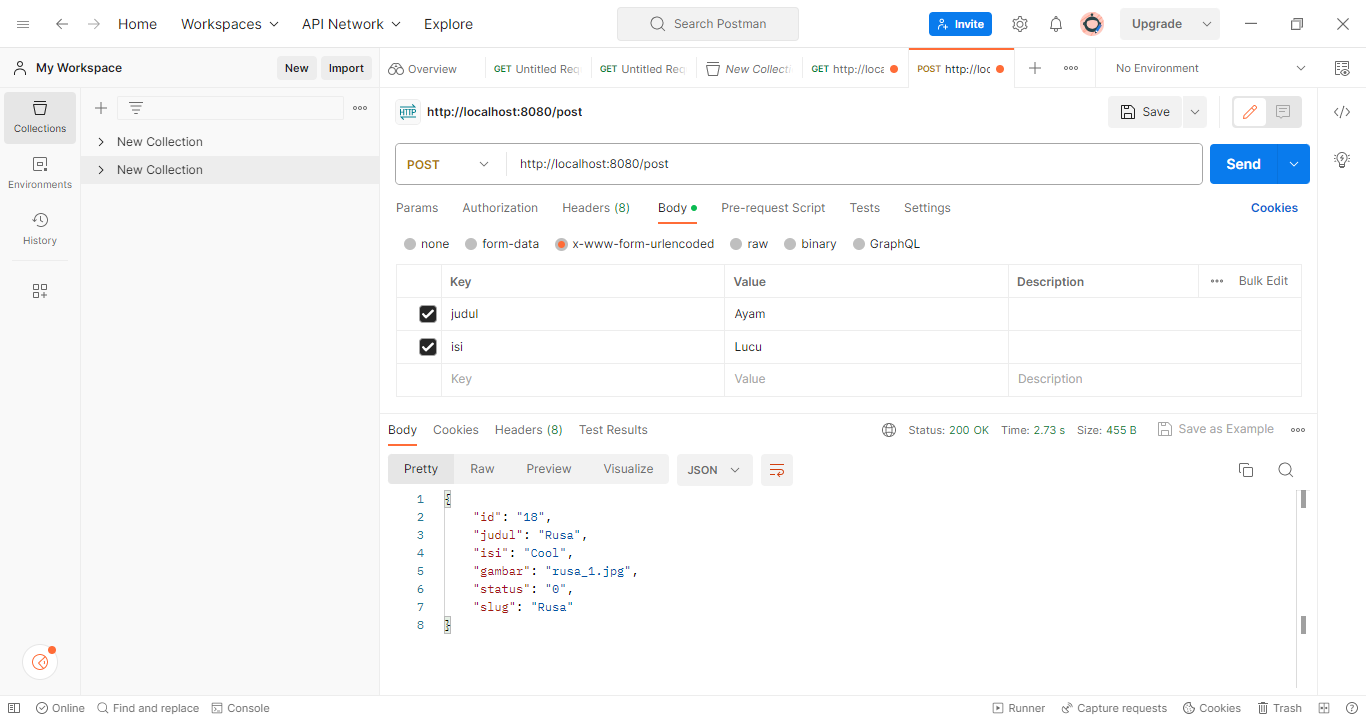 Home Workspaces API Network Explore Search Postman Invite Upgrade
My Workspace New Import Overview GET Untitled Req GET Untitled Req New Collecti GET http://loca POST http://loc No Environment
Collections
Environments
History
New Collection
New Collection
HTTP http://localhost:8080/post Save
POST http://localhost:8080/post Send
Params Authorization Headers (8) Body Pre-request Script Tests Settings Cookies
none form-data x-www-form-urlencoded raw binary GraphQL
Key Value Description Bulk Edit
judul Ayam
isi Lucu
Key Value Description
Body Cookies Headers (8) Test Results Status: 200 OK Time: 2.73 s Size: 455 B Save as Example
Pretty Raw Preview Visualize JSON
1 {
2 "id": "18",
3 "judul": "Rusa",
4 "isi": "Cool",
5 "gambar": "rusa_1.jpg",
6 "status": "0",
7 "slug": "Rusa"
8 }
Online Find and replace Console Runner Capture requests Cookies Trash